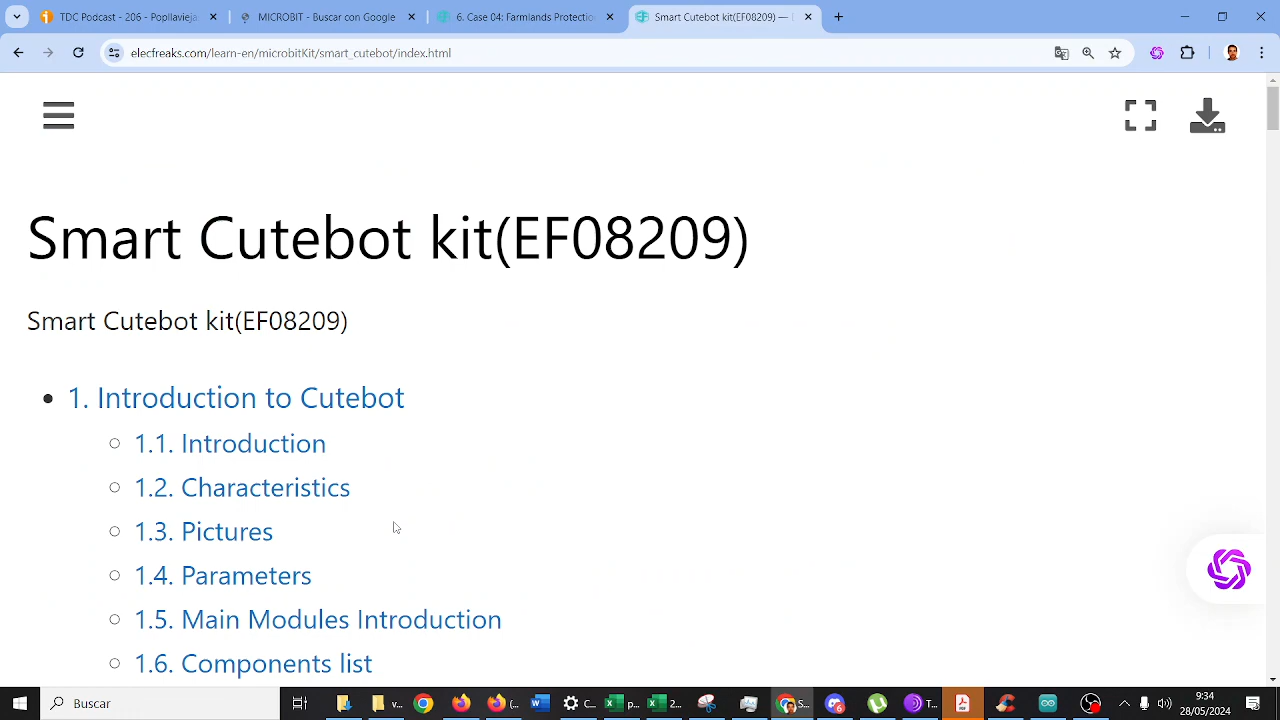 TDC Podcast - 206 - Popllavieja
MICROBIT - Buscar con Google
6. Case 04: Farmlands Protectio
Smart Cutebot kit(EF08209) —
elecfreaks.com/learn-en/microbitKit/smart_cutebot/index.html
Smart Cutebot kit(EF08209)
Smart Cutebot kit(EF08209)
1. Introduction to Cutebot
1.1. Introduction
1.2. Characteristics
1.3. Pictures
1.4. Parameters
1.5. Main Modules Introduction
1.6. Components list
Buscar
C...
p...
2...
T...
9:34
28/05/2024